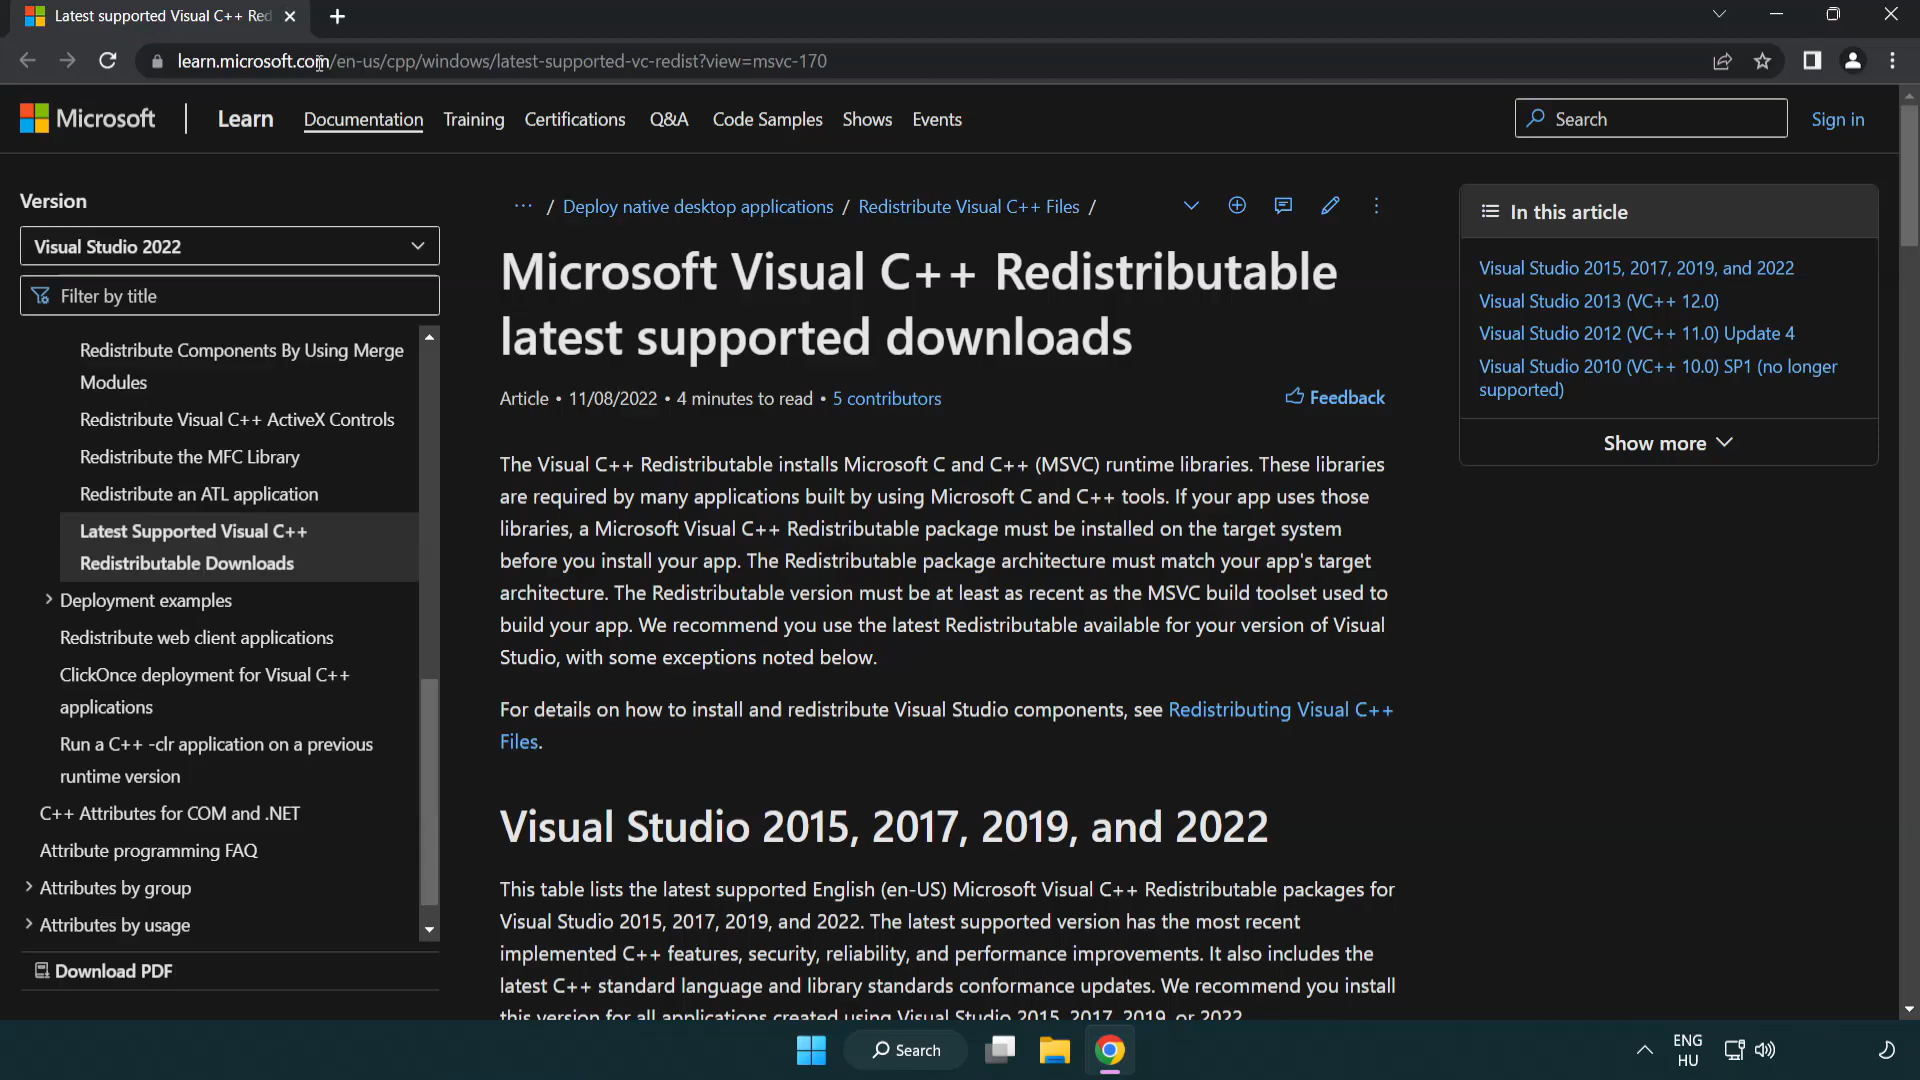 Latest supported Visual C++ Red
learn.microsoft.com/en-us/cpp/windows/latest-supported-vc-redist?view=msvc-170
Microsoft
Learn
Documentation
Training
Certifications
Q&A
Code Samples
Shows
Events
Search
Sign in
Version
Visual Studio 2022
Filter by title
Redistribute Components By Using Merge
Modules
Redistribute Visual C++ ActiveX Controls
Redistribute the MFC Library
Redistribute an ATL application
Latest Supported Visual C++
Redistributable Downloads
Deployment examples
Redistribute web client applications
ClickOnce deployment for Visual C++
applications
Run a C++ -clr application on a previous
runtime version
C++ Attributes for COM and .NET
Attribute programming FAQ
Attributes by group
Attributes by usage
Download PDF
··· / Deploy native desktop applications / Redistribute Visual C++ Files /
Microsoft Visual C++ Redistributable
latest supported downloads
Article • 11/08/2022 • 4 minutes to read • 5 contributors
Feedback
The Visual C++ Redistributable installs Microsoft C and C++ (MSVC) runtime libraries. These libraries
are required by many applications built by using Microsoft C and C++ tools. If your app uses those
libraries, a Microsoft Visual C++ Redistributable package must be installed on the target system
before you install your app. The Redistributable package architecture must match your app's target
architecture. The Redistributable version must be at least as recent as the MSVC build toolset used to
build your app. We recommend you use the latest Redistributable available for your version of Visual
Studio, with some exceptions noted below.
For details on how to install and redistribute Visual Studio components, see Redistributing Visual C++
Files.
Visual Studio 2015, 2017, 2019, and 2022
This table lists the latest supported English (en-US) Microsoft Visual C++ Redistributable packages for
Visual Studio 2015, 2017, 2019, and 2022. The latest supported version has the most recent
implemented C++ features, security, reliability, and performance improvements. It also includes the
latest C++ standard language and library standards conformance updates. We recommend you install
this version for all applications created using Visual Studio 2015, 2017, 2019, or 2022.
In this article
Visual Studio 2015, 2017, 2019, and 2022
Visual Studio 2013 (VC++ 12.0)
Visual Studio 2012 (VC++ 11.0) Update 4
Visual Studio 2010 (VC++ 10.0) SP1 (no longer
supported)
Show more
Search
ENG
HU